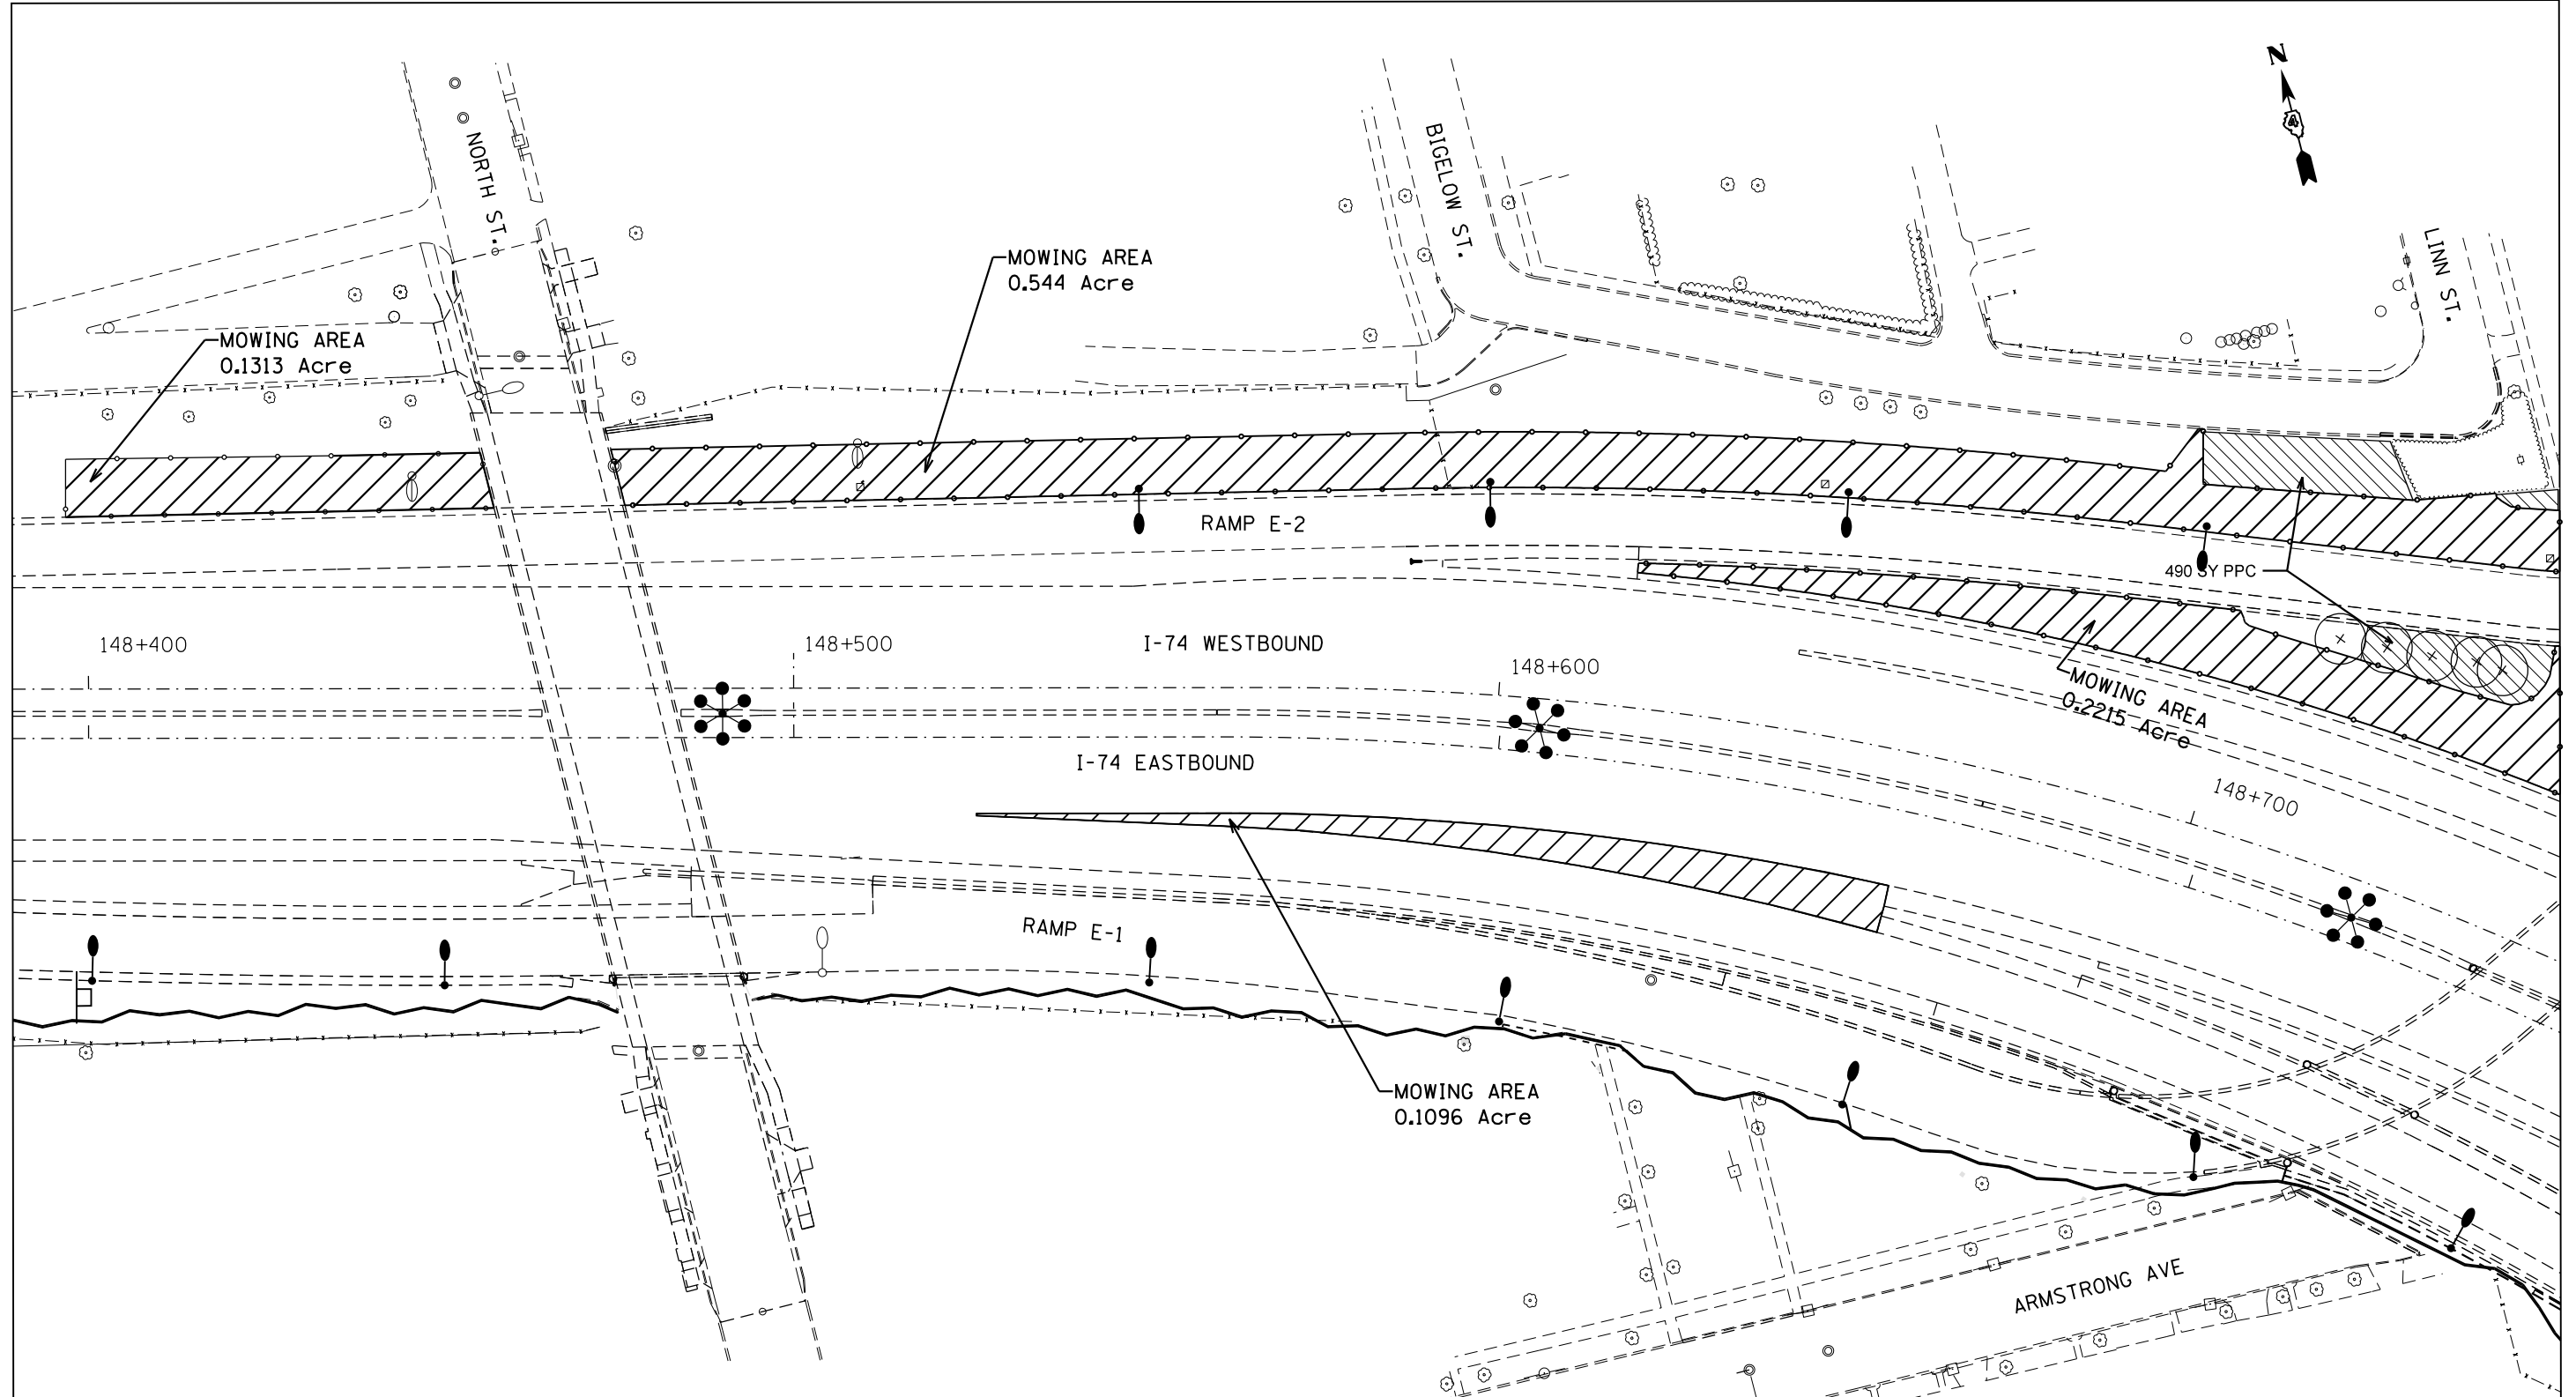 N
4
NORTH ST.
BIGELOW ST.
LINN ST.
MOWING AREA
0.544 Acre
MOWING AREA
0.1313 Acre
RAMP E-2
490 SY PPC
148+400
148+500
I-74 WESTBOUND
148+600
MOWING AREA
0.2215 Acre
I-74 EASTBOUND
148+700
RAMP E-1
MOWING AREA
0.1096 Acre
ARMSTRONG AVE